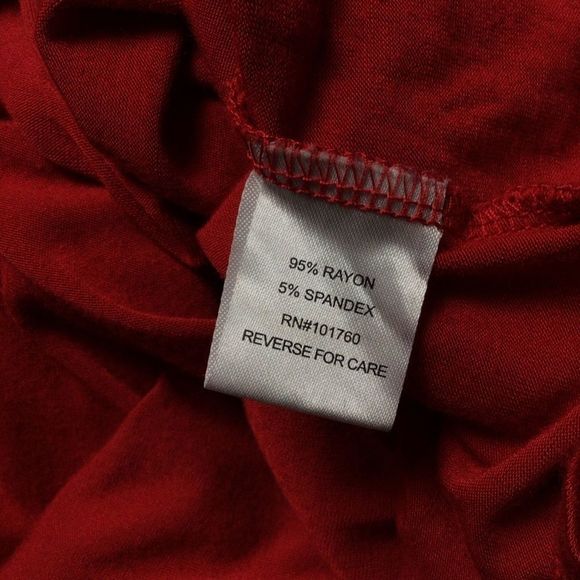 95% RAYON
5% SPANDEX
RN#101760
REVERSE FOR CARE